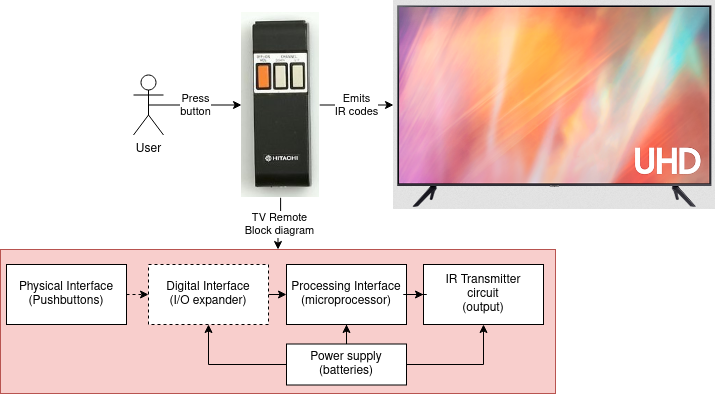 Press
button
Emits
IR codes
User
HITACHI
UHD
TV Remote
Block diagram
Physical Interface
(Pushbuttons)
Digital Interface
(I/O expander)
Processing Interface
(microprocessor)
IR Transmitter
circuit
(output)
Power supply
(batteries)